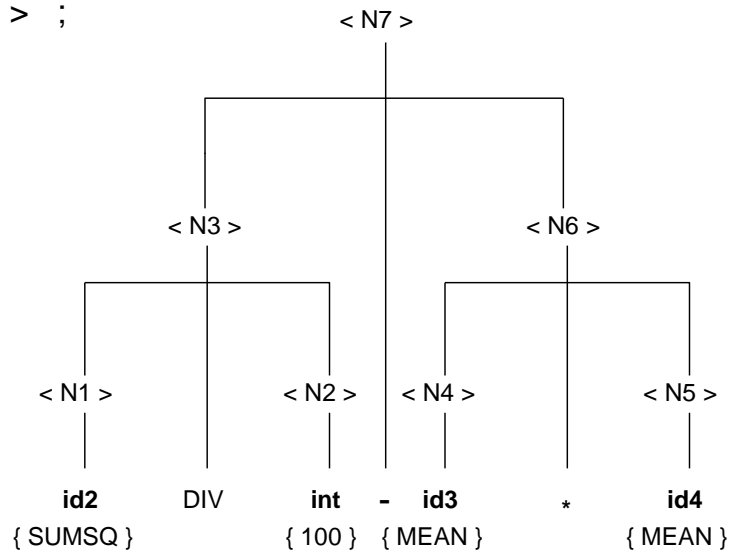 > ;
< N7 >
< N3 > < N6 >
< N1 > < N2 > < N4 > < N5 >
id2 DIV int - id3 * id4
{ SUMSQ } { 100 } { MEAN } { MEAN }